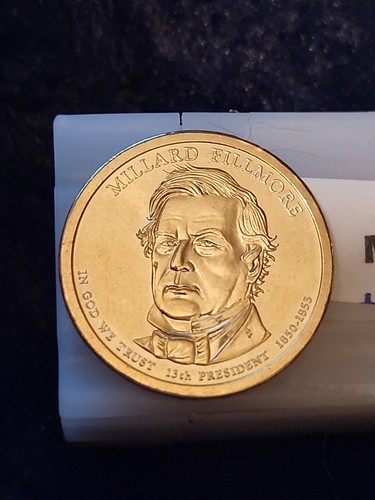 MILLARD FILLMORE
IN GOD WE TRUST 13th PRESIDENT 1850-1853